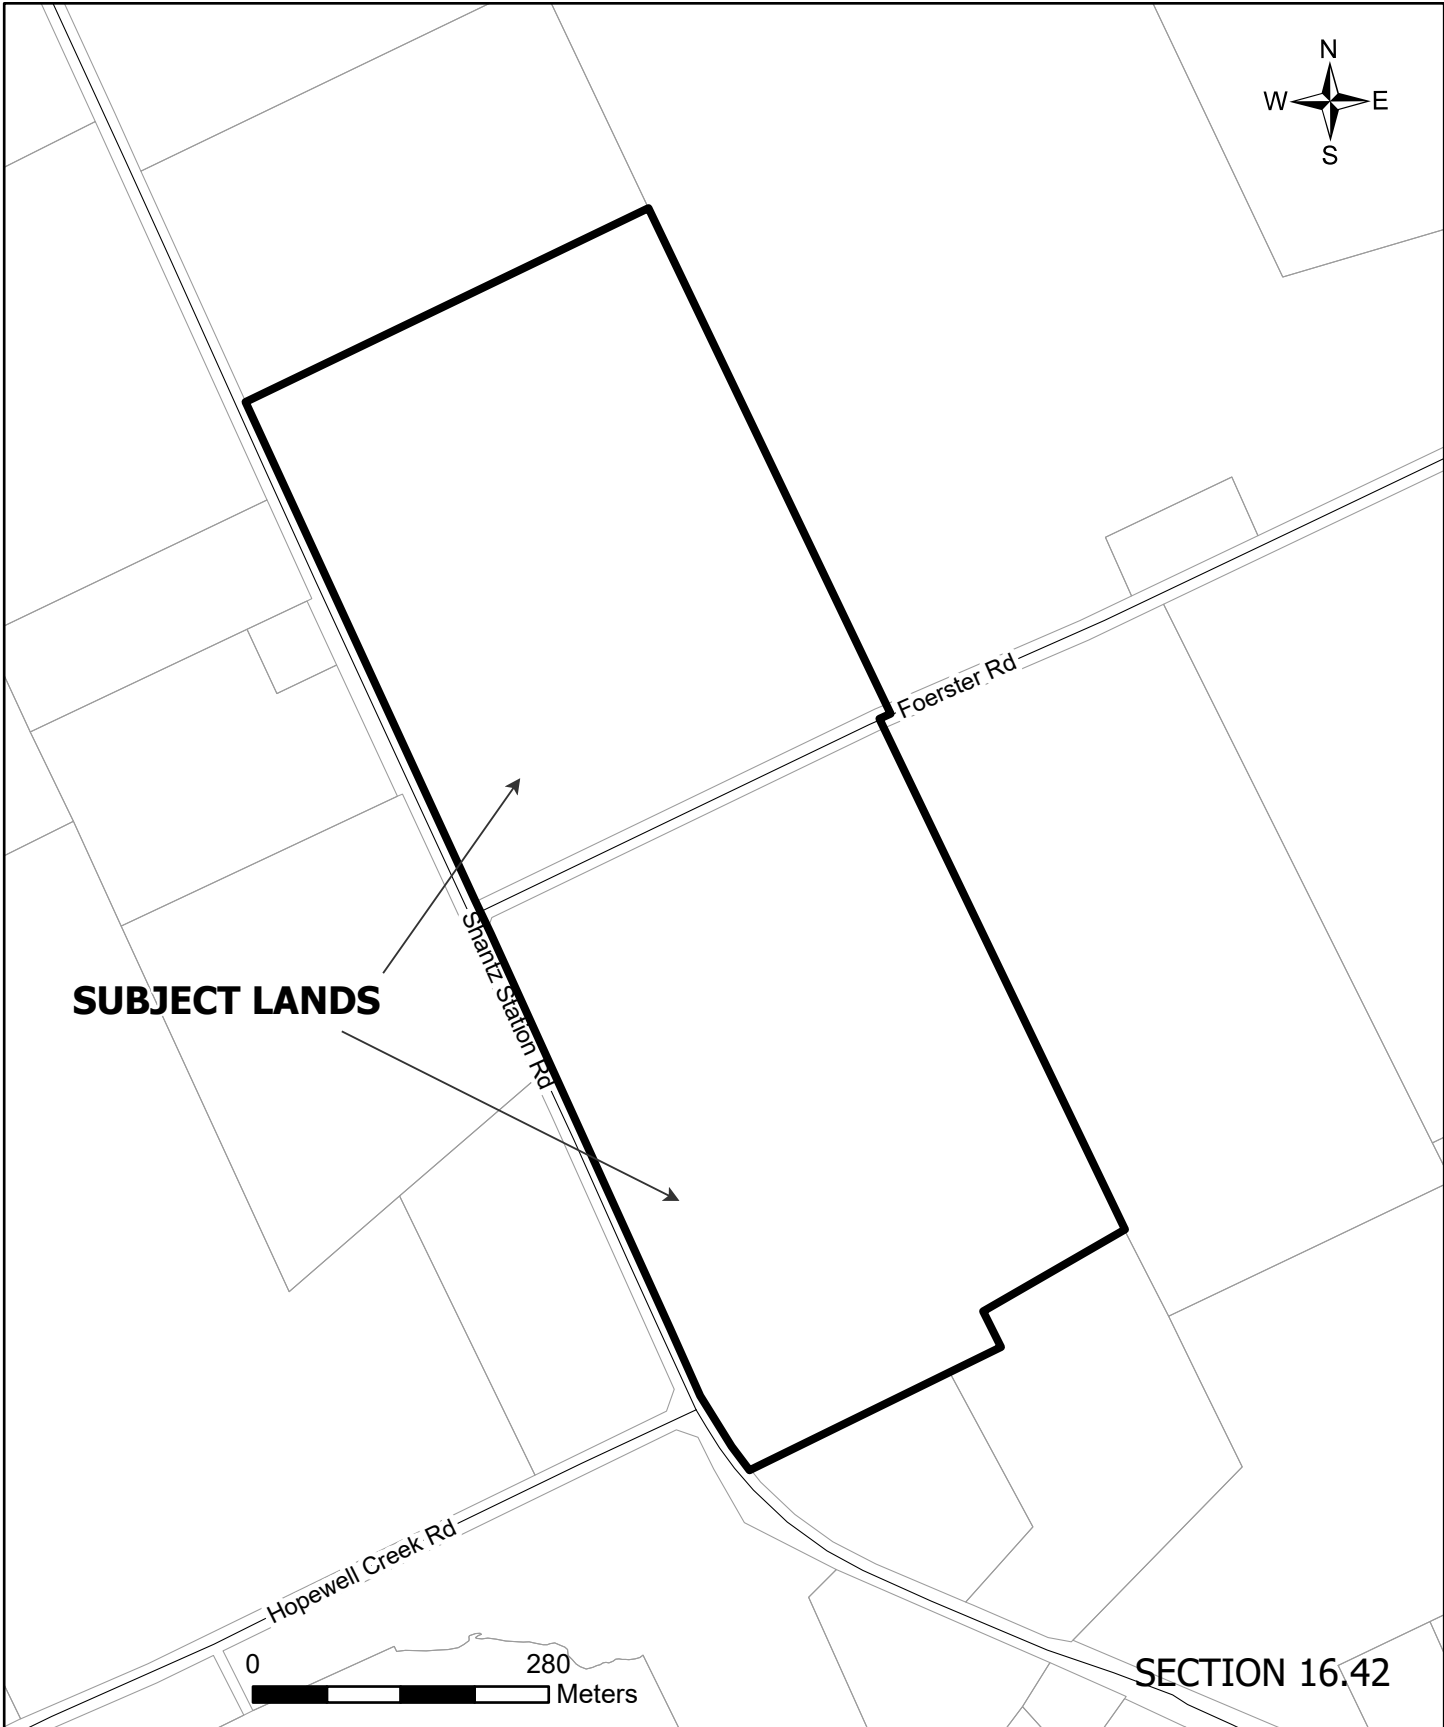 N
W E
S
Foerster Rd
Shantz Station Rd
SUBJECT LANDS
Hopewell Creek Rd
0 280
Meters
SECTION 16.42